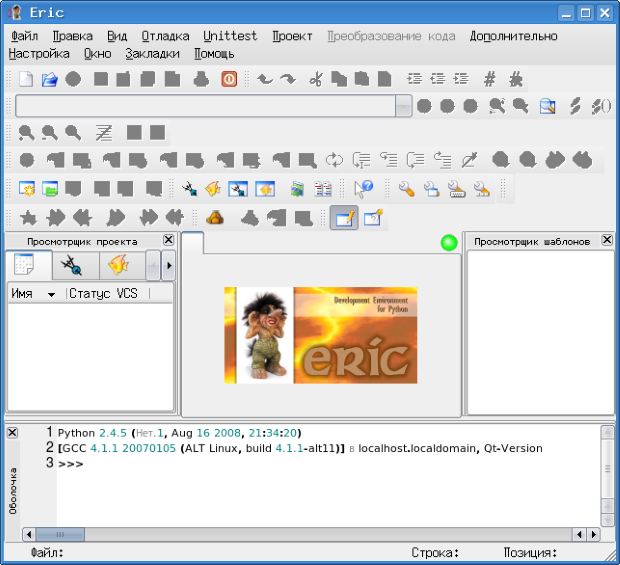 Eric
Файл Правка Вид Отладка Unittest Проект Преобразование кода Дополнительно
Настройка Окно Закладки Помощь
Просмотрщик проекта
Просмотрщик шаблонов
Имя Статус VCS
Development Environment
for Python
eric
1 Python 2.4.5 (Нет.1, Aug 16 2008, 21:34:20)
2 [GCC 4.1.1 20070105 (ALT Linux, build 4.1.1-alt11)] в localhost.localdomain, Qt-Version
3 >>>
Оболочка
Файл: Строка: Позиция: